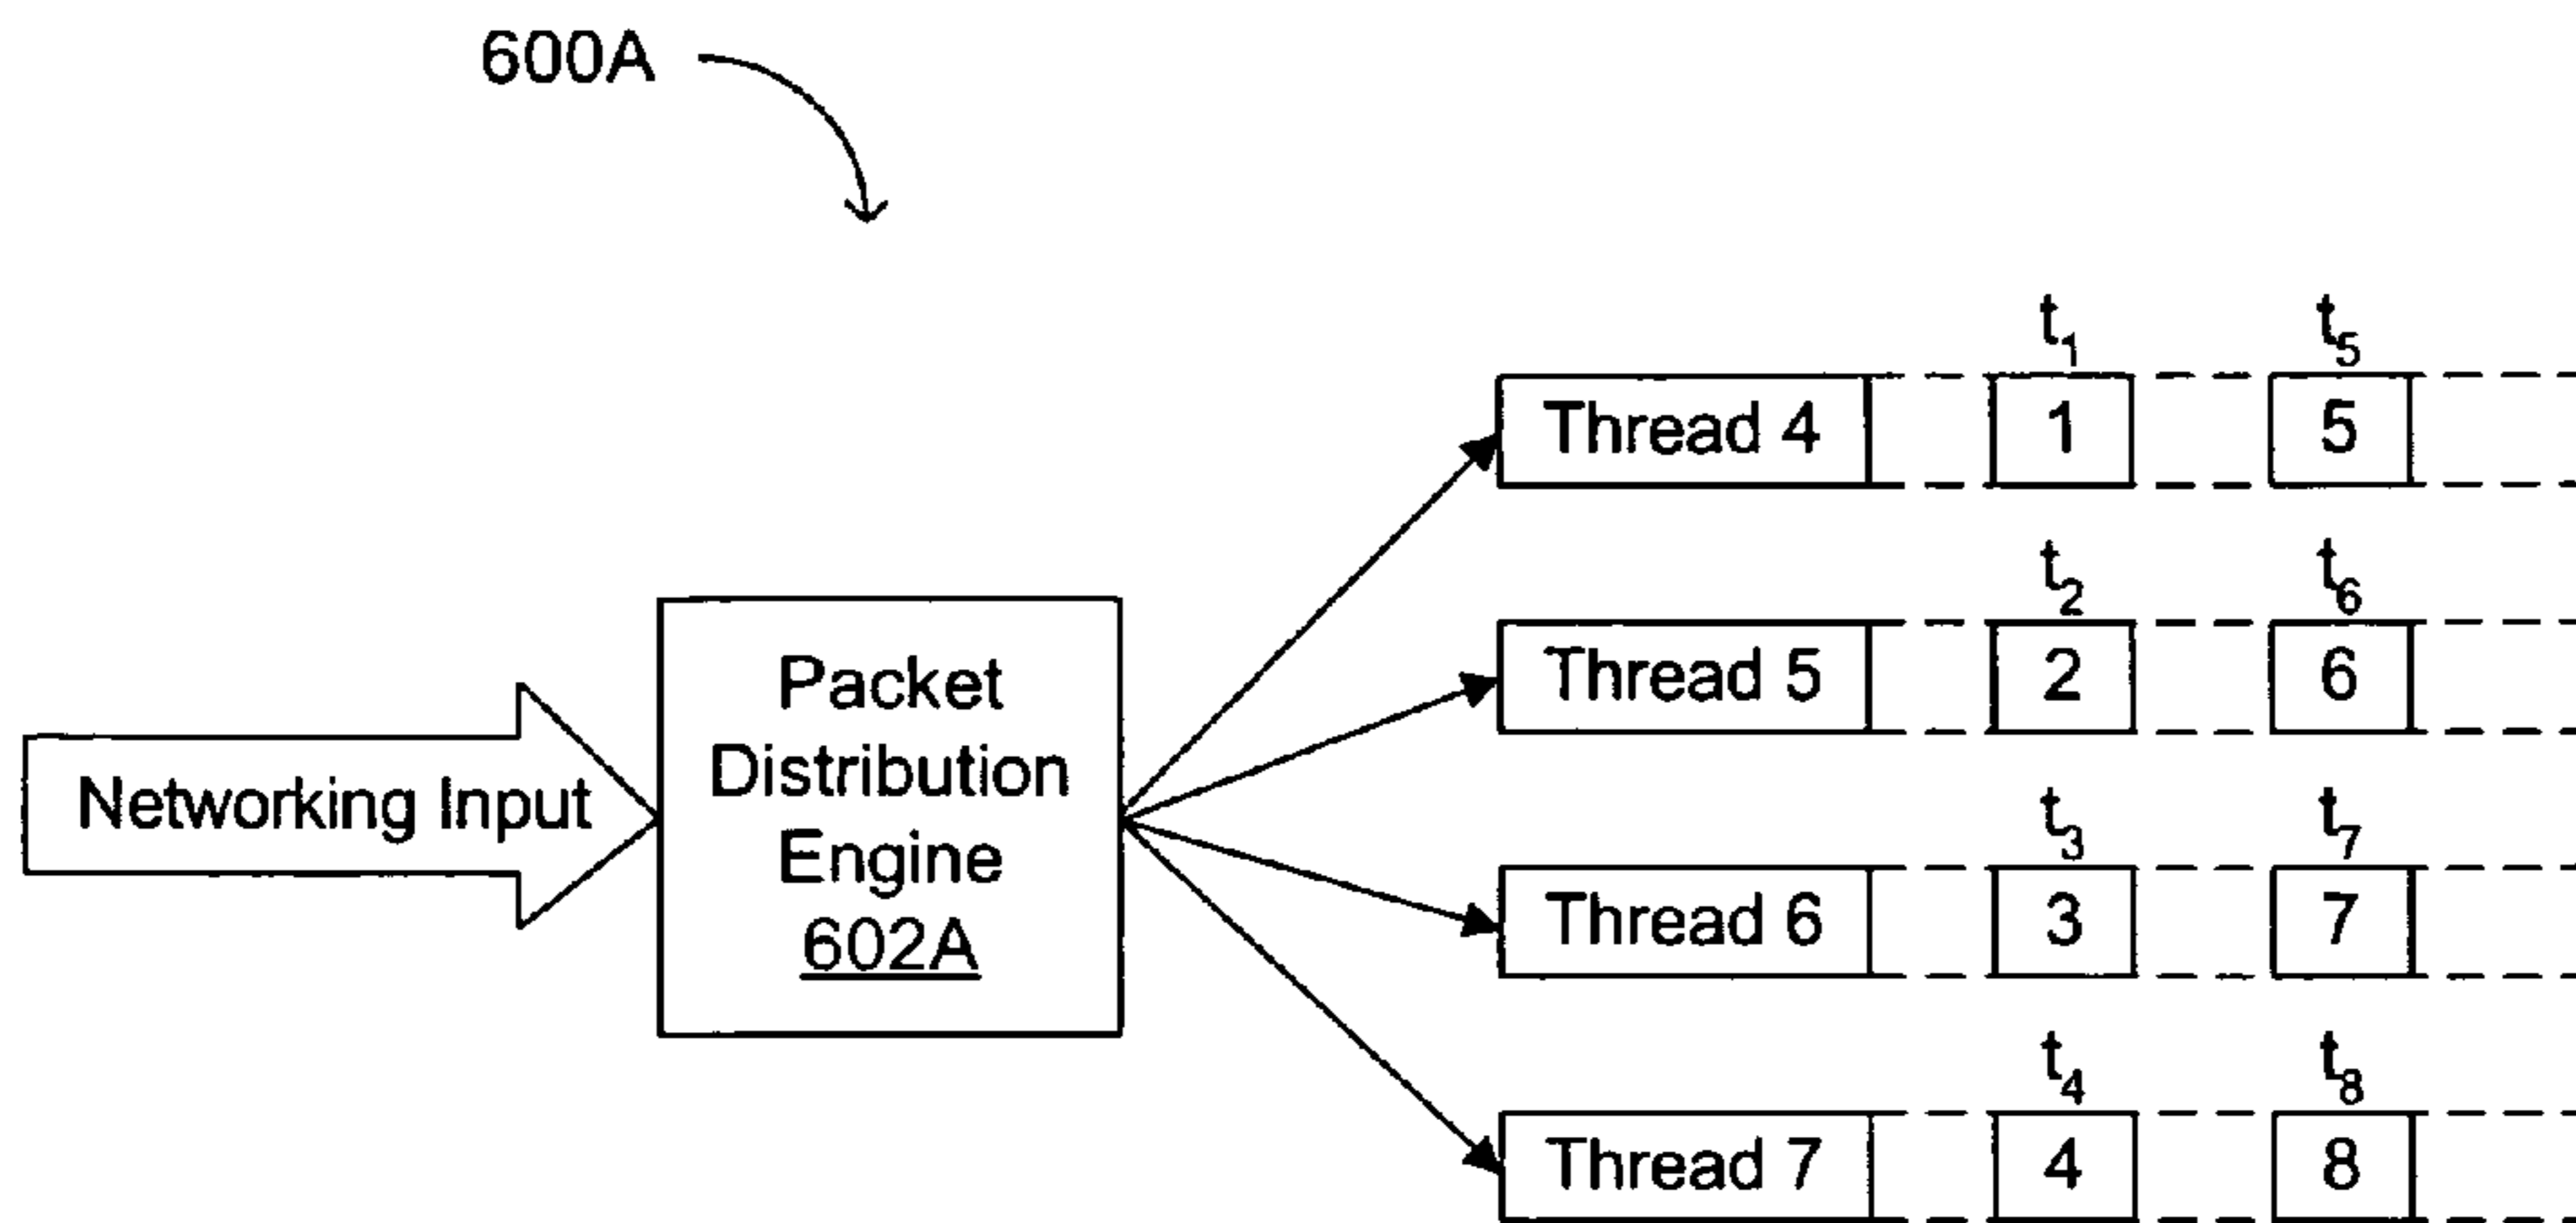 600A
Networking Input
Packet
Distribution
Engine
602A
t1 t5
Thread 4 1 5
t2 t6
Thread 5 2 6
t3 t7
Thread 6 3 7
t4 t8
Thread 7 4 8